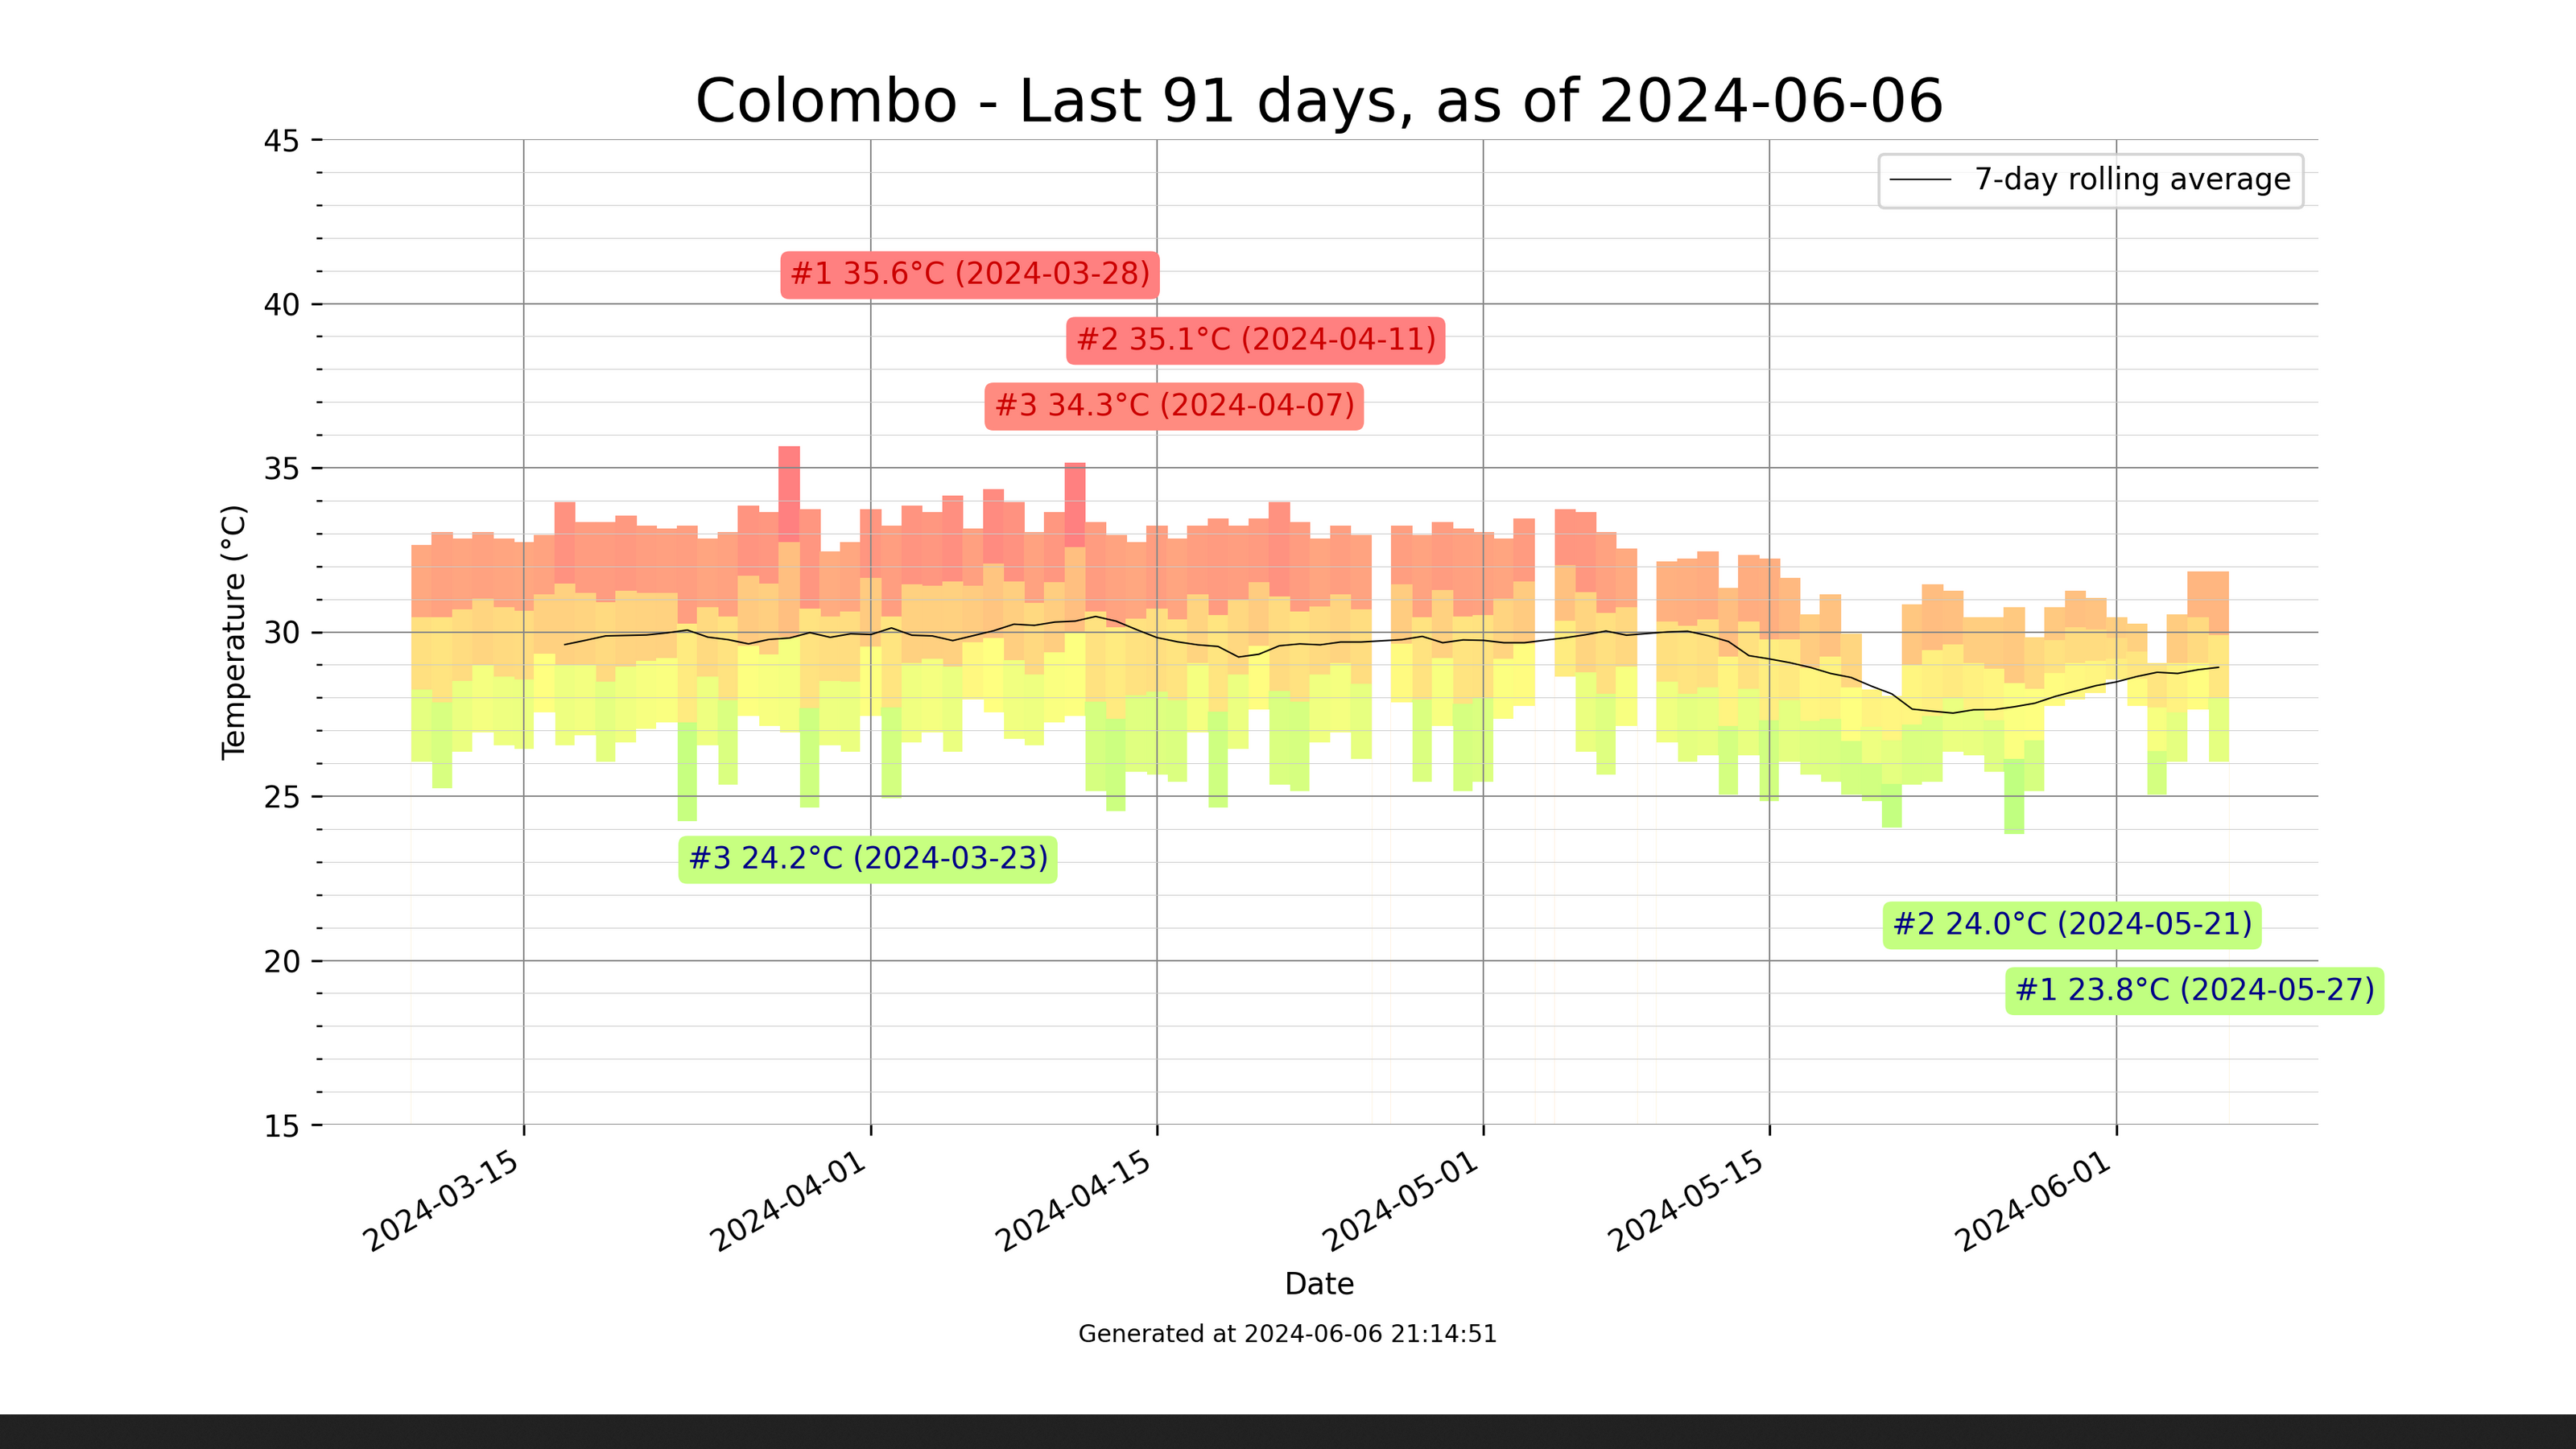 Colombo - Last 91 days, as of 2024-06-06
45
7-day rolling average
#1 35.6°C (2024-03-28)
40
#2 35.1°C (2024-04-11)
#3 34.3°C (2024-04-07)
35
Temperature (°C)
30
25
#3 24.2°C (2024-03-23)
#2 24.0°C (2024-05-21)
20
#1 23.8°C (2024-05-27)
15
2024-03-15
2024-04-01
2024-04-15
2024-05-01
2024-05-15
2024-06-01
Date
Generated at 2024-06-06 21:14:51